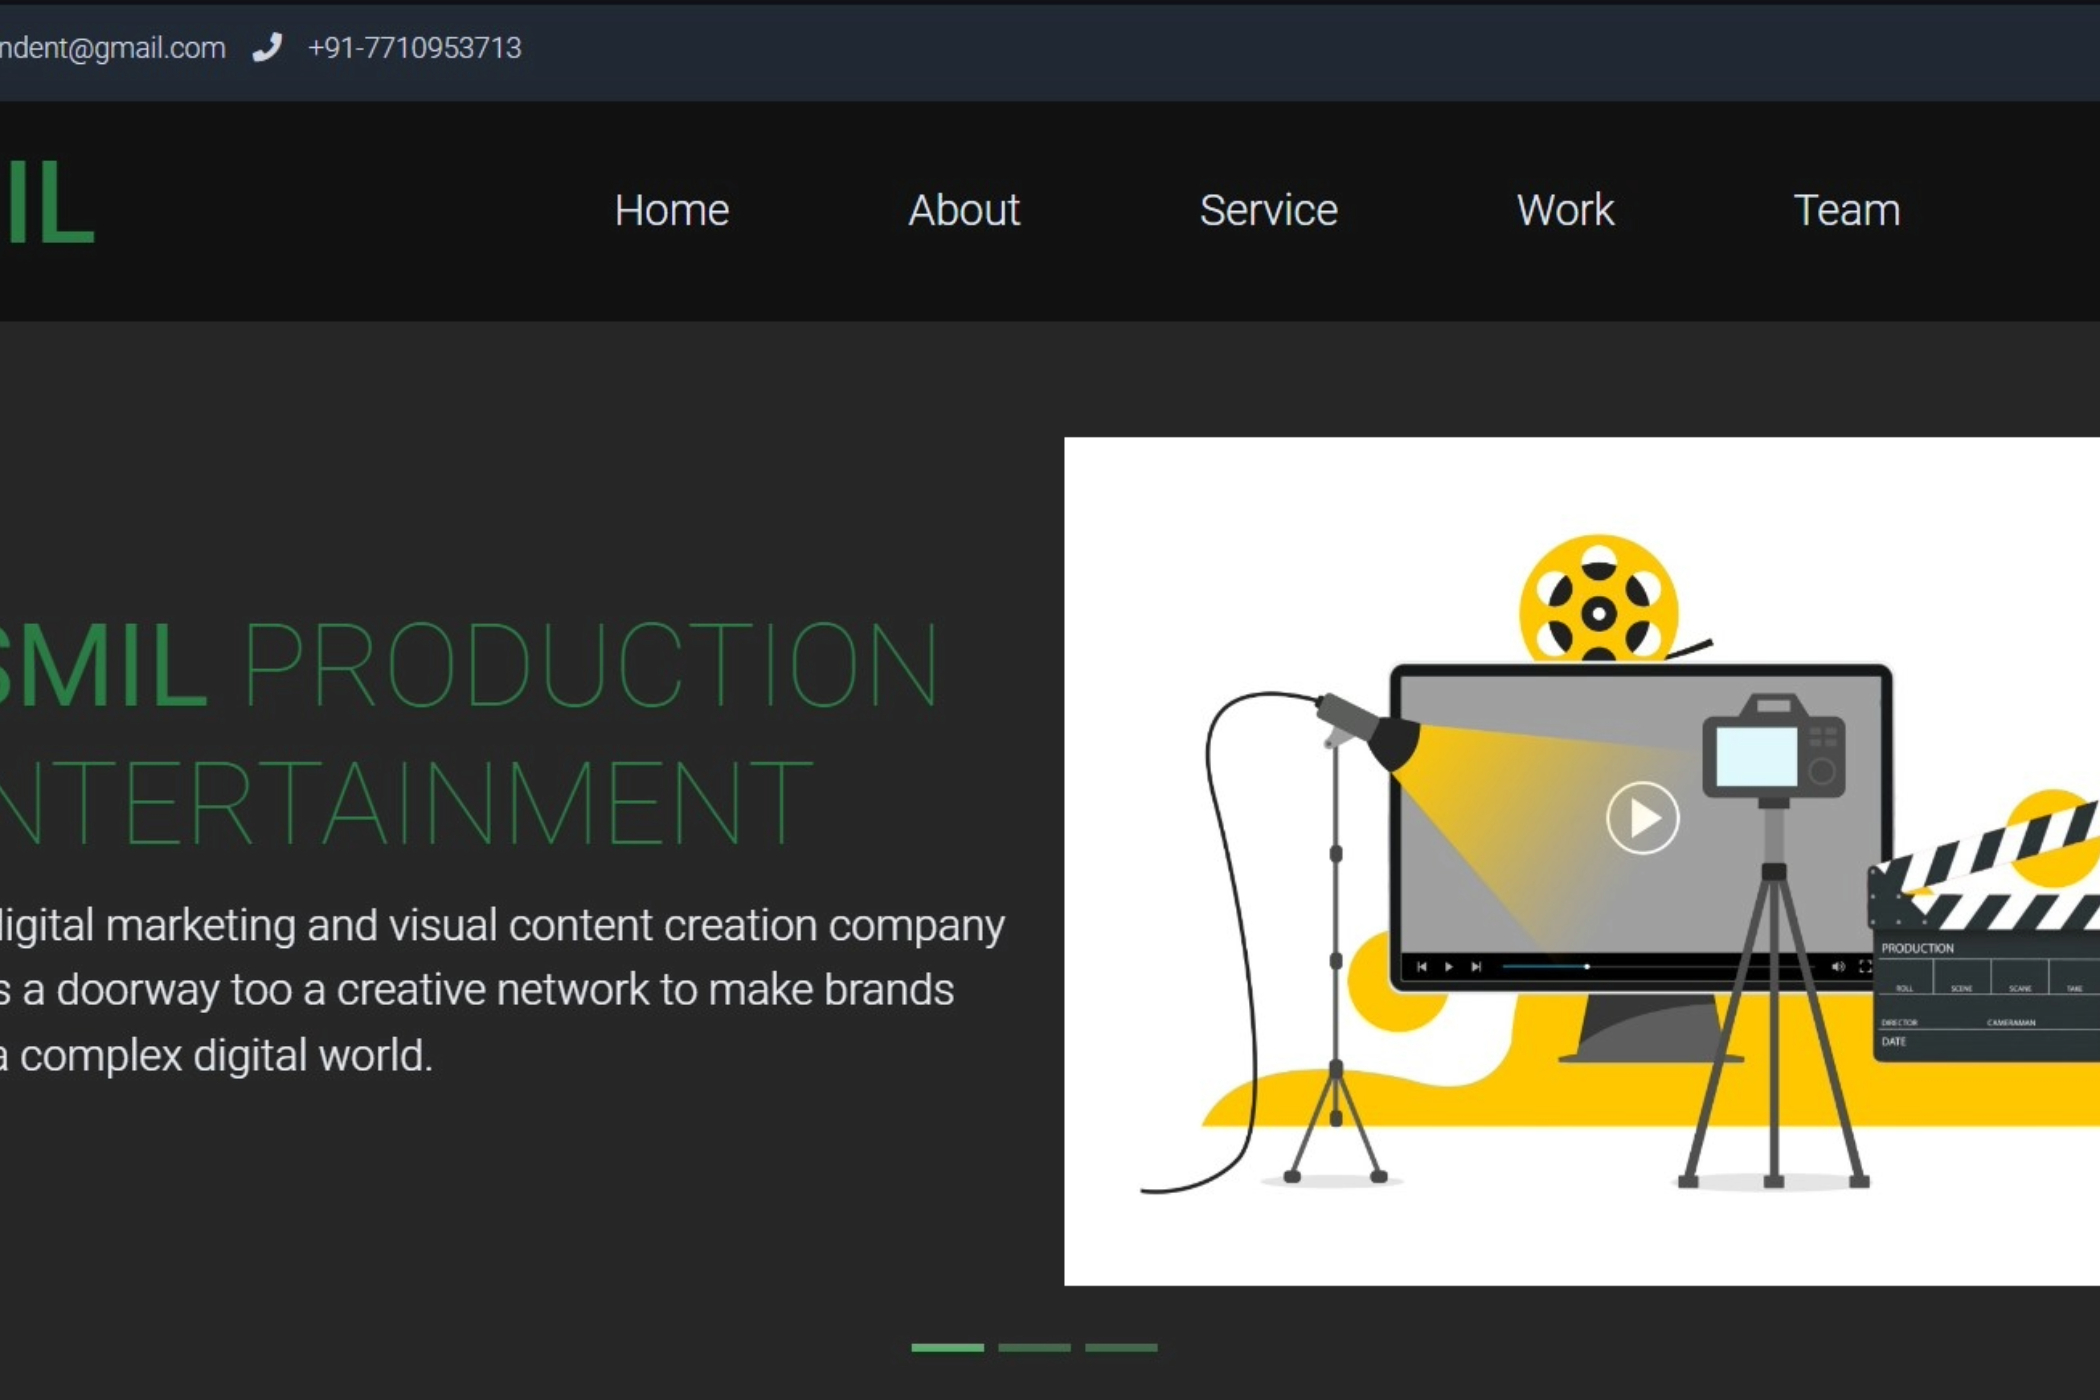 ndent@gmail.com +91-7710953713
IL
Home About Service Work Team
SMIL PRODUCTION
NTERTAINMENT
digital marketing and visual content creation company
s a doorway too a creative network to make brands
a complex digital world.
PRODUCTION
ROLL SCENE SCANE TAKE
DIRECTOR CAMERAMAN
DATE